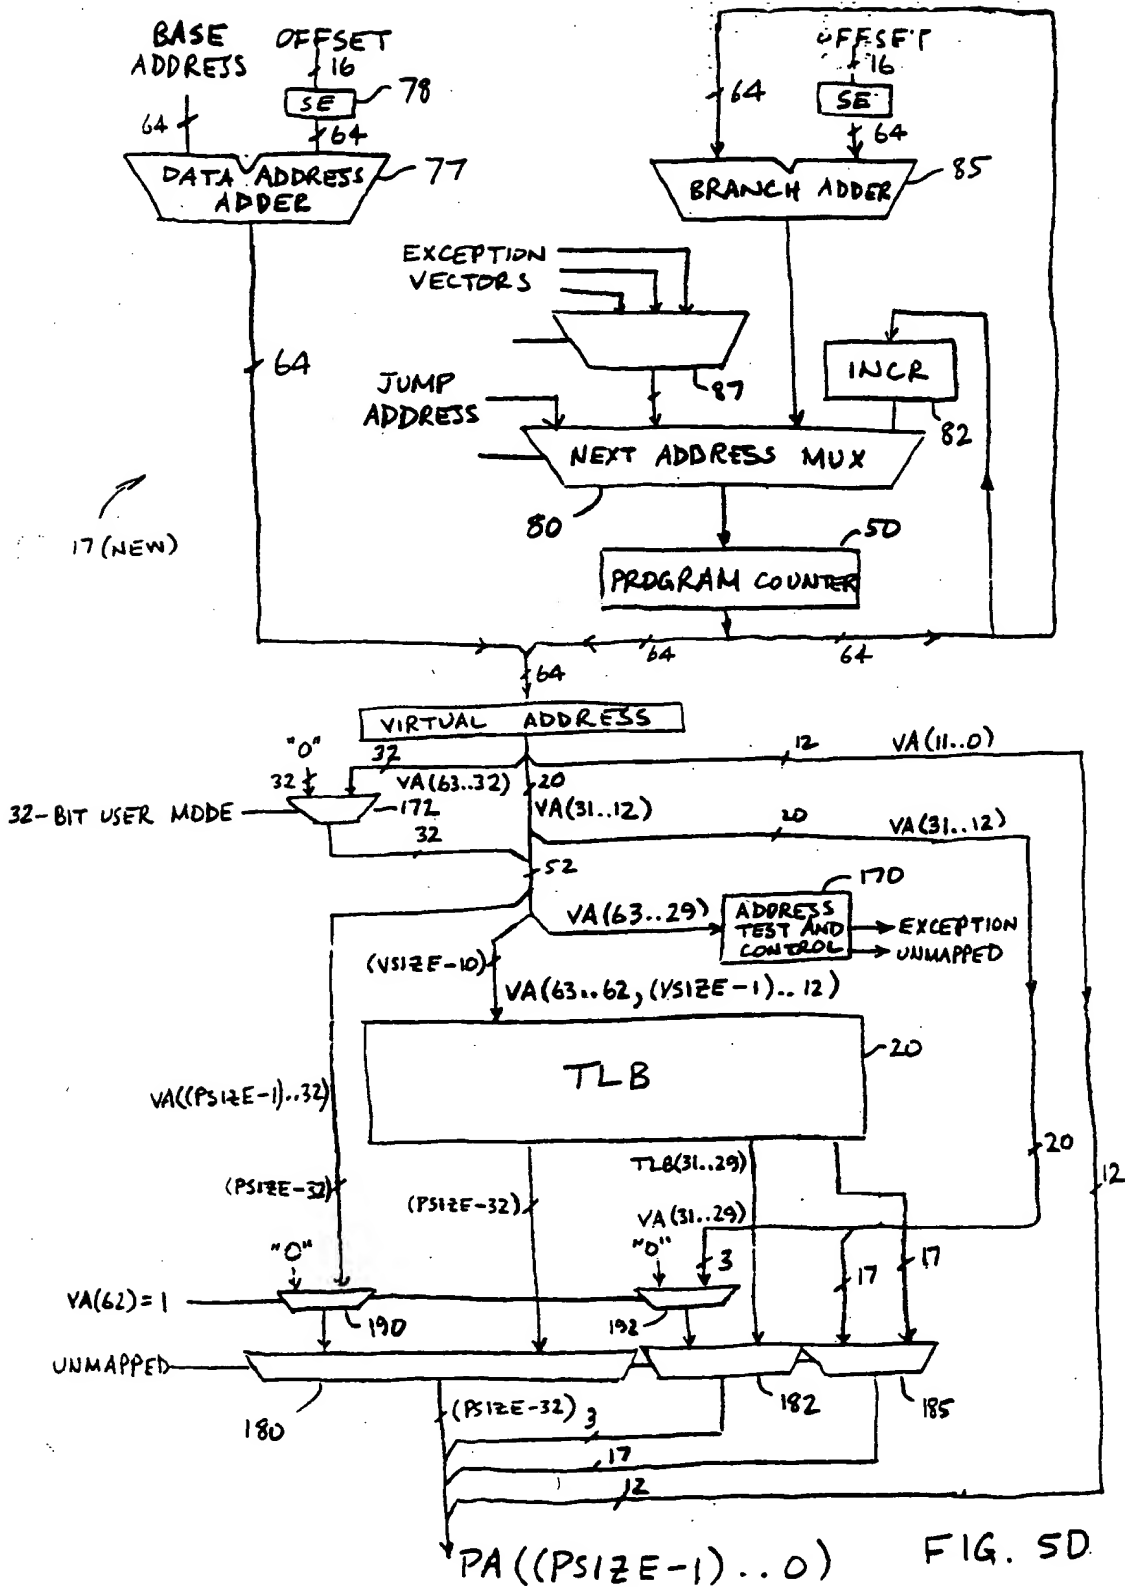 BASE ADDRESS
OFFSET
16
SE
78
64
64
DATA ADDRESS ADDER
77
OFFSET
16
SE
64
64
BRANCH ADDER
85
EXCEPTION VECTORS
87
INCR
82
64
JUMP ADDRESS
NEXT ADDRESS MUX
80
50
PROGRAM COUNTER
17 (NEW)
64
64
64
VIRTUAL ADDRESS
"0"
32
32
VA(63..32)
20
VA(31..12)
12
VA(11..0)
32-BIT USER MODE
172
32
20
VA(31..12)
52
VA(63..29)
170
ADDRESS TEST AND CONTROL
EXCEPTION
UNMAPPED
(VSIZE-10)
VA(63..62, (VSIZE-1)..12)
TLB
20
VA((PSIZE-1)..32)
20
12
TLB(31..29)
(PSIZE-32)
(PSIZE-32)
VA(31..29)
"0"
"0"
3
17
17
VA(62)=1
190
192
UNMAPPED
180
182
185
(PSIZE-32)
3
17
12
PA((PSIZE-1)..0)
FIG. 5D